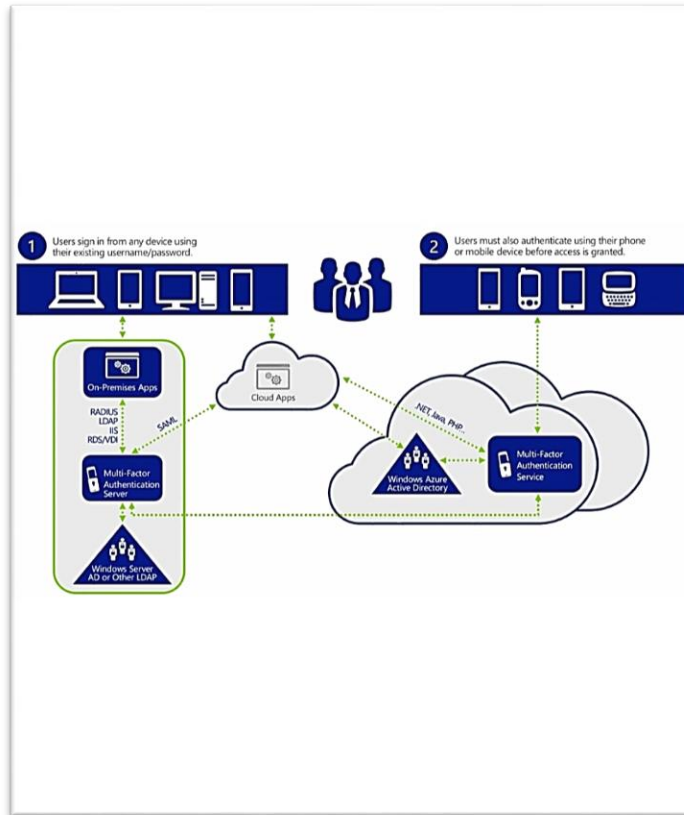 1
Users sign in from any device using
their existing username/password.
2
Users must also authenticate using their phone
or mobile device before access is granted.
On-Premises Apps
RADIUS
LDAP
IIS
RDS/VDI
SAML
Cloud Apps
.NET, Java, PHP...
Multi-Factor
Authentication
Server
Windows Server
AD or Other LDAP
Windows Azure
Active Directory
Multi-Factor
Authentication
Service